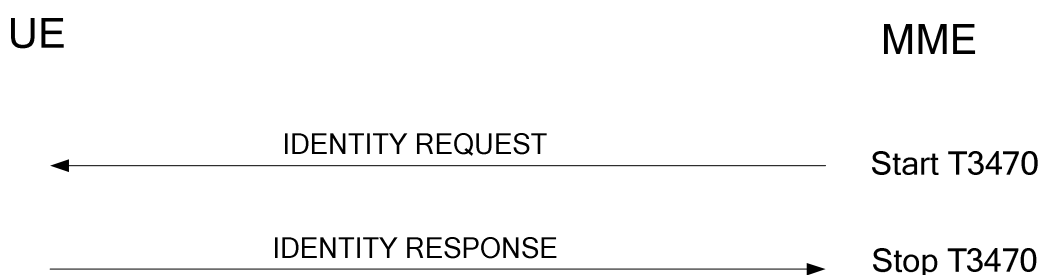 UE
MME
IDENTITY REQUEST
Start T3470
IDENTITY RESPONSE
Stop T3470